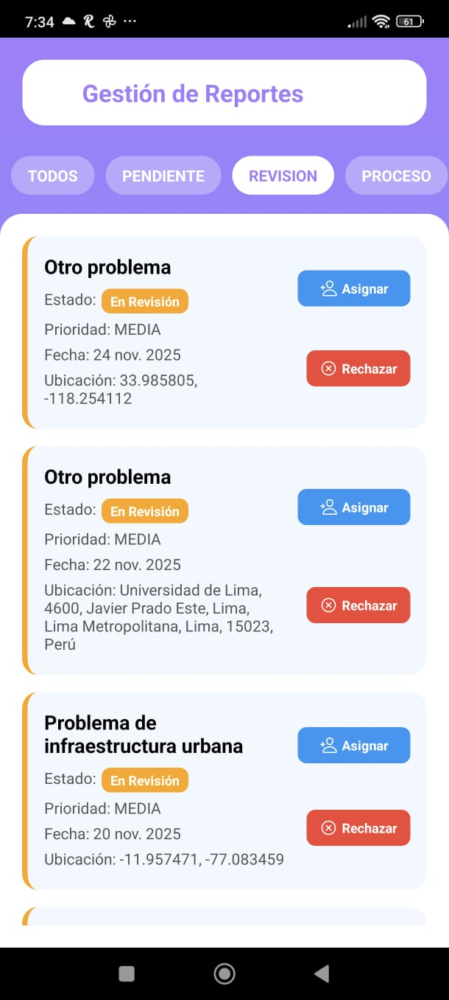 7:34
61
Gestión de Reportes
TODOS
PENDIENTE
REVISION
PROCESO
Otro problema
Estado: En Revisión
Prioridad: MEDIA
Fecha: 24 nov. 2025
Ubicación: 33.985805,
-118.254112
Asignar
Rechazar
Otro problema
Estado: En Revisión
Prioridad: MEDIA
Fecha: 22 nov. 2025
Ubicación: Universidad de Lima,
4600, Javier Prado Este, Lima,
Lima Metropolitana, Lima, 15023,
Perú
Asignar
Rechazar
Problema de
infraestructura urbana
Estado: En Revisión
Prioridad: MEDIA
Fecha: 20 nov. 2025
Ubicación: -11.957471, -77.083459
Asignar
Rechazar